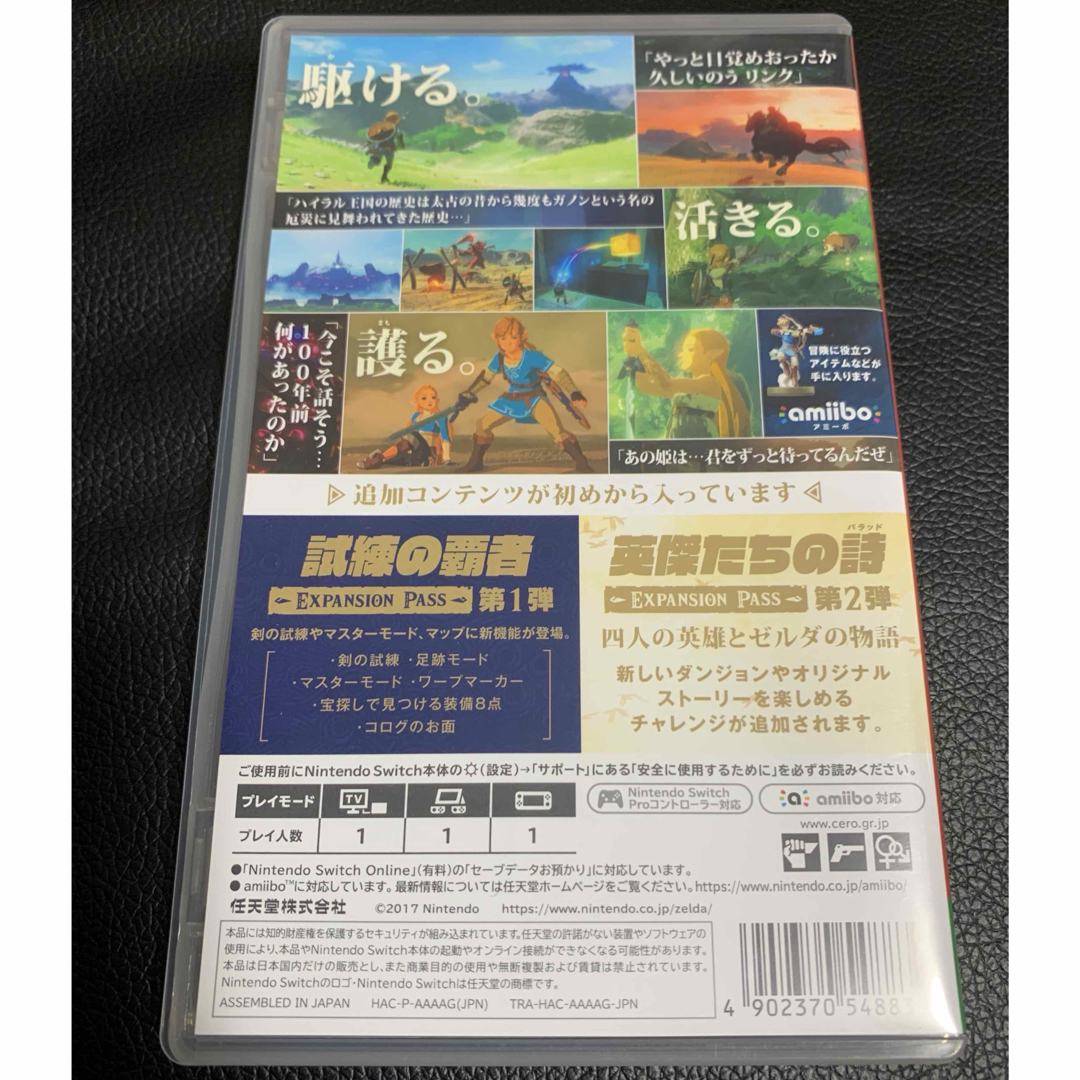 駆ける。
か
「やっと目覚めおったか
久しいのう リンク」
「ハイラル王国の歴史は太古の昔から幾度もガノンという名の
厄災に見舞われてきた歴史…」
活きる。
「今こそ話そう…
100年前
何があったのか」
まも
護る。
冒険に役立つ
アイテムなどが
手に入ります。
amiibo
アミーボ
「あの姫は…君をずっと待ってるんだぜ」
追加コンテンツが初めから入っています
試練の覇者
EXPANSION PASS 第1弾
剣の試練やマスターモード、マップに新機能が登場。
・剣の試練 ・足跡モード
・マスターモード ・ワープマーカー
・宝探しで見つける装備8点
・コログのお面
バラッド
英傑たちの詩
EXPANSION PASS 第2弾
四人の英雄とゼルダの物語
新しいダンジョンやオリジナル
ストーリーを楽しめる
チャレンジが追加されます。
ご使用前にNintendo Switch本体の(設定)→「サポート」にある「安全に使用するために」を必ずお読みください。
プレイモード TV
プレイ人数 1 1 1
Nintendo Switch
Proコントローラー対応
amiibo 対応
www.cero.gr.jp
●「Nintendo Switch Online」(有料)の「セーブデータお預かり」に対応しています。
●amiibo™に対応しています。最新情報については任天堂ホームページをご覧ください。https://www.nintendo.co.jp/amiibo/
任天堂株式会社 ©2017 Nintendo https://www.nintendo.co.jp/zelda/
本品には知的財産権を保護するセキュリティが組み込まれています。任天堂の許諾がない装置やソフトウェアの
使用により、本品やNintendo Switch本体の起動やオンライン接続ができなくなる可能性があります。
本品は日本国内だけの販売とし、また商業目的の使用や無断複製および賃貸は禁止されています。
Nintendo Switchのロゴ・Nintendo Switchは任天堂の商標です。
ASSEMBLED IN JAPAN HAC-P-AAAAG(JPN) TRA-HAC-AAAAG-JPN
4 902370 54883